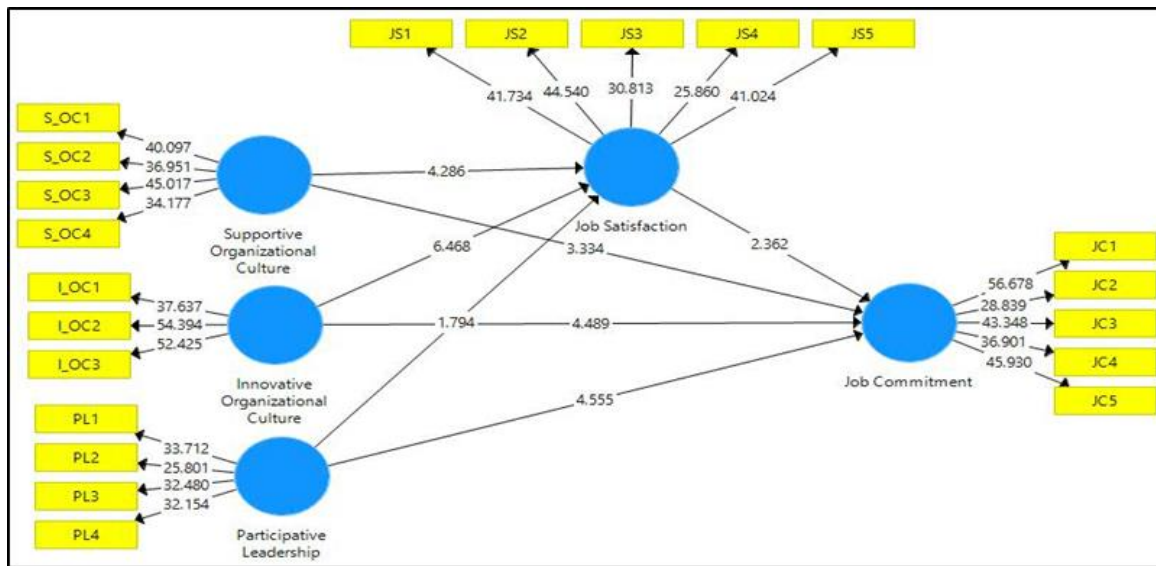 JS1
JS2
JS3
JS4
JS5
41.734
44.540
30.813
25.860
41.024
S_OC1
S_OC2
S_OC3
S_OC4
40.097
36.951
45.017
34.177
Supportive
Organizational
Culture
4.286
Job Satisfaction
6.468
3.334
2.362
I_OC1
I_OC2
I_OC3
37.637
54.394
52.425
Innovative
Organizational
Culture
1.794
4.489
JC1
JC2
JC3
JC4
JC5
56.678
28.839
43.348
36.901
45.930
Job Commitment
4.555
PL1
PL2
PL3
PL4
33.712
25.801
32.480
32.154
Participative
Leadership